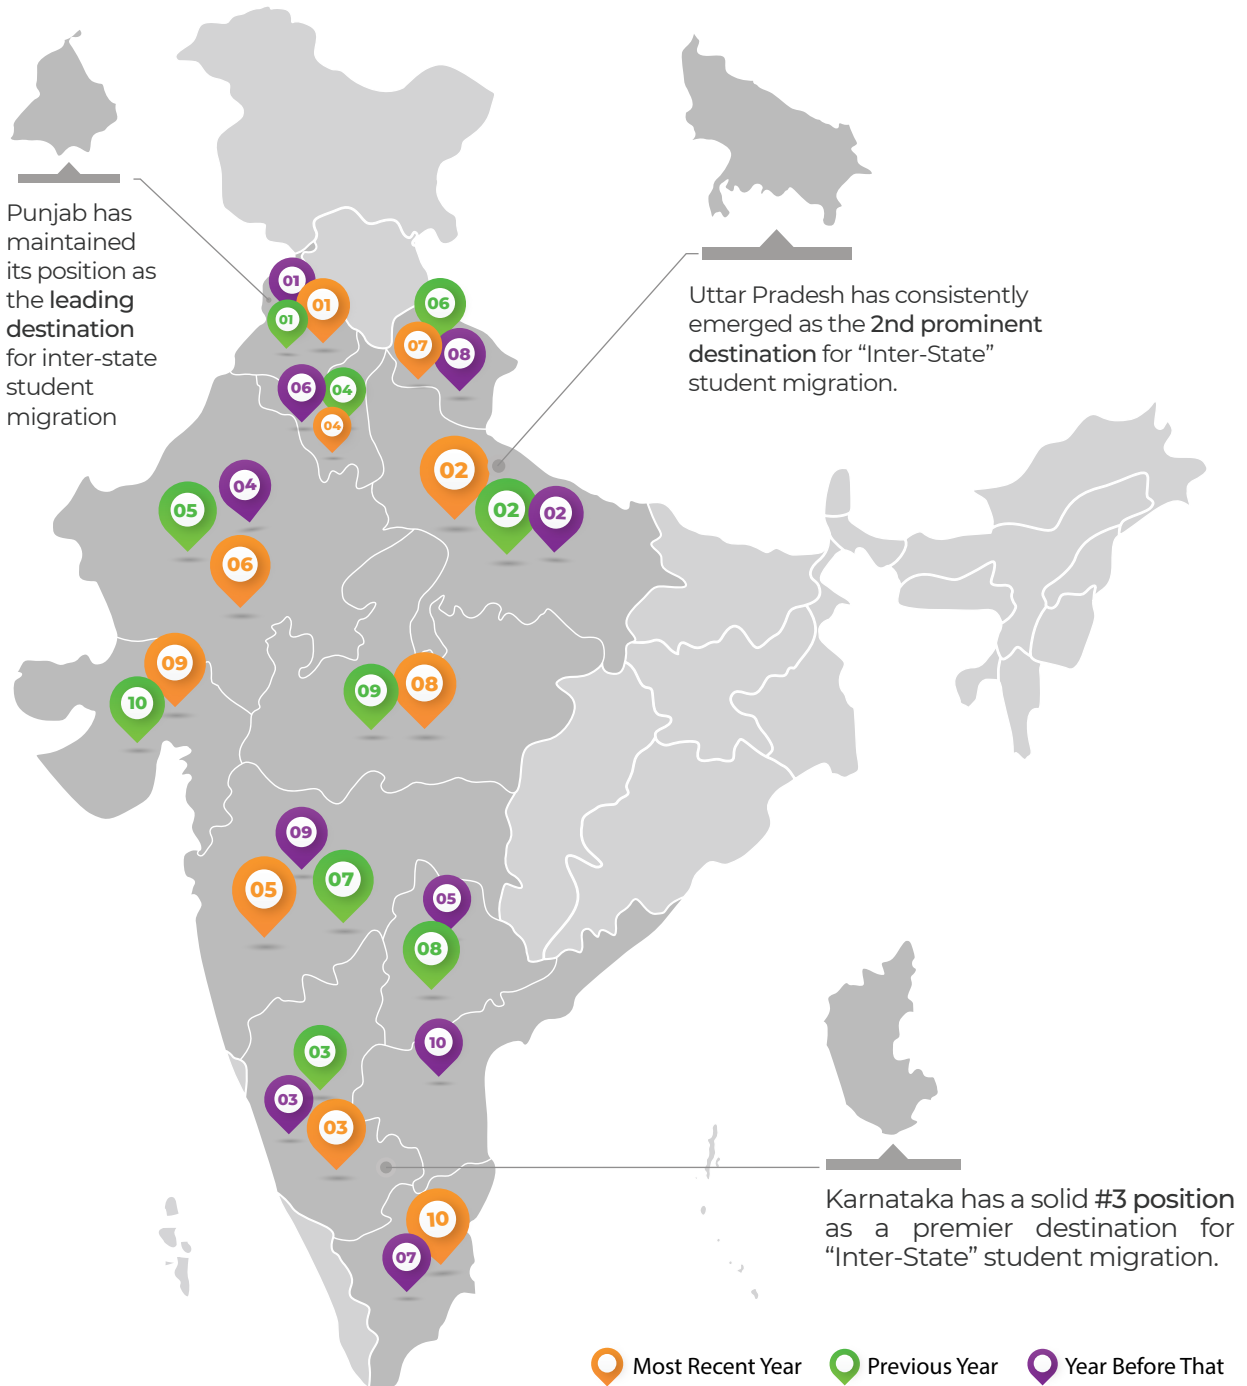 Punjab has
maintained
its position as
the leading
destination
for inter-state
student
migration
Uttar Pradesh has consistently
emerged as the 2nd prominent
destination for “Inter-State”
student migration.
01
01
01
06
07
08
06
04
04
02
02
02
04
05
06
09
10
09
08
09
05
07
05
08
10
03
03
03
10
07
Karnataka has a solid #3 position
as a premier destination for
“Inter-State” student migration.
Most Recent Year
Previous Year
Year Before That